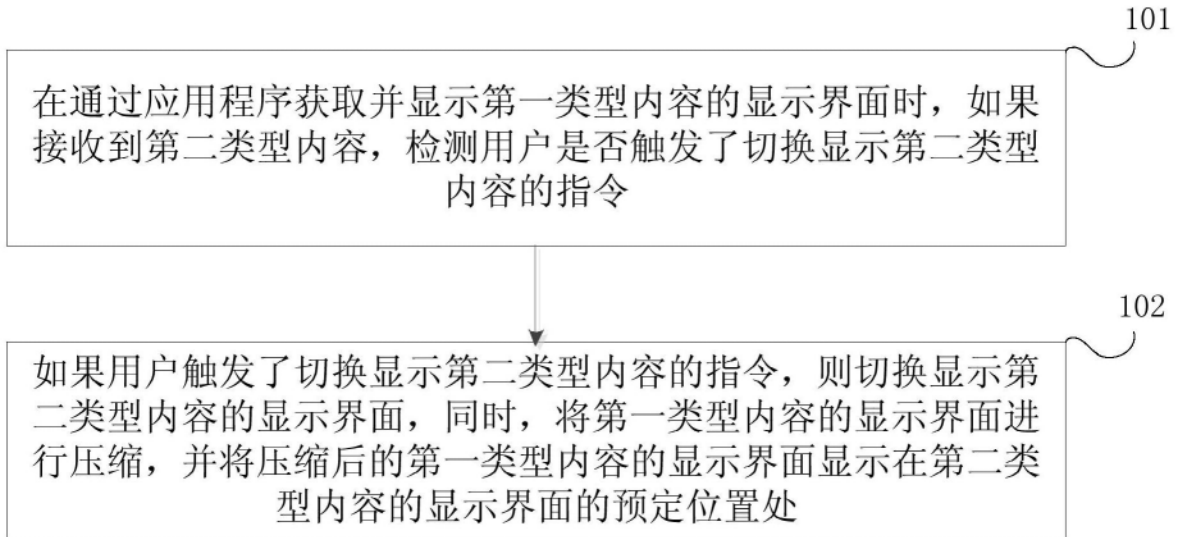 101
在通过应用程序获取并显示第一类型内容的显示界面时，如果
接收到第二类型内容，检测用户是否触发了切换显示第二类型
内容的指令
102
如果用户触发了切换显示第二类型内容的指令，则切换显示第
二类型内容的显示界面，同时，将第一类型内容的显示界面进
行压缩，并将压缩后的第一类型内容的显示界面显示在第二类
型内容的显示界面的预定位置处